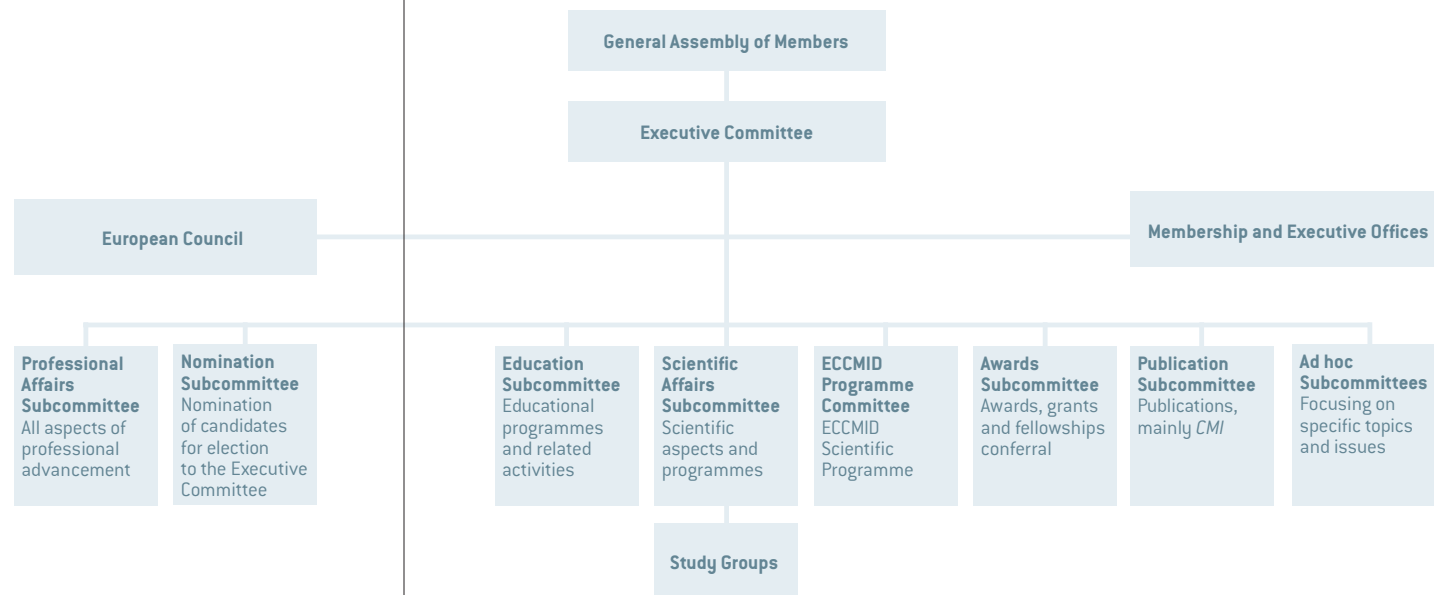 General Assembly of Members
Executive Committee
European Council
Membership and Executive Offices
Professional
Affairs
Subcommittee
All aspects of
professional
advancement
Nomination
Subcommittee
Nomination
of candidates
for election
to the Executive
Committee
Education
Subcommittee
Educational
programmes
and related
activities
Scientific
Affairs
Subcommittee
Scientific
aspects and
programmes
ECCMID
Programme
Committee
ECCMID
Scientific
Programme
Awards
Subcommittee
Awards, grants
and fellowships
conferral
Publication
Subcommittee
Publications,
mainly CMI
Ad hoc
Subcommittees
Focusing on
specific topics
and issues
Study Groups